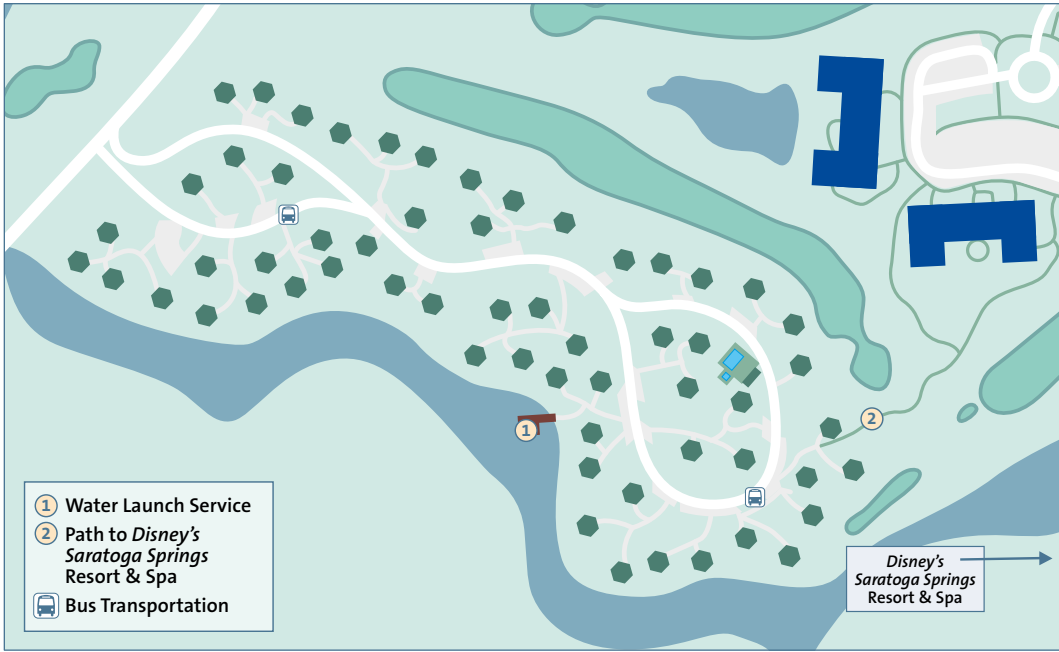 1
2
1 Water Launch Service
2 Path to Disney's
Saratoga Springs
Resort & Spa
Bus Transportation
Disney's
Saratoga Springs
Resort & Spa